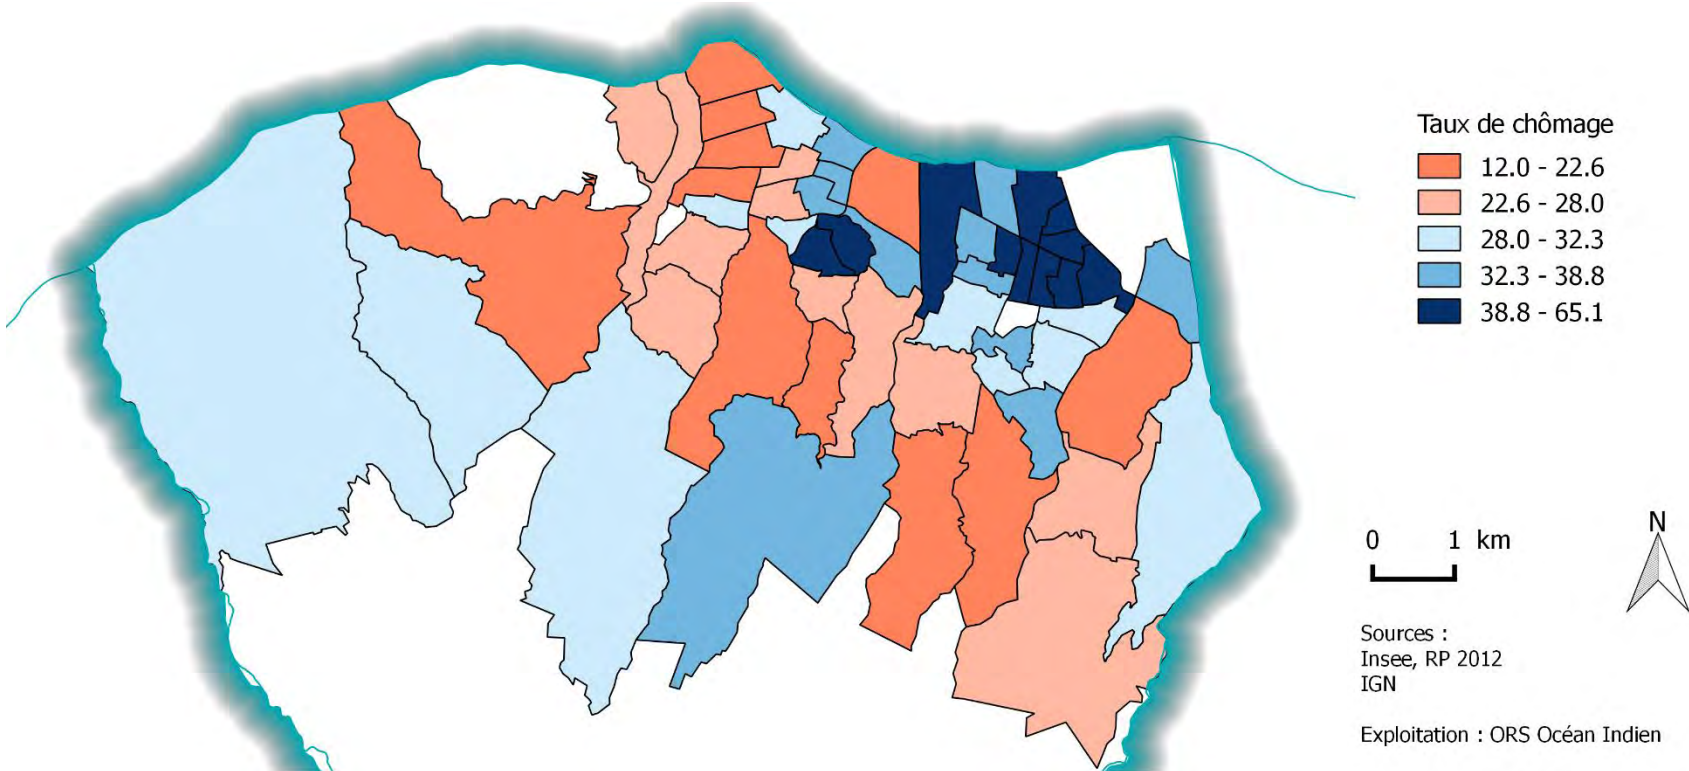 Taux de chômage
12.0 - 22.6
22.6 - 28.0
28.0 - 32.3
32.3 - 38.8
38.8 - 65.1
0 1 km
N
Sources :
Insee, RP 2012
IGN
Exploitation : ORS Océan Indien